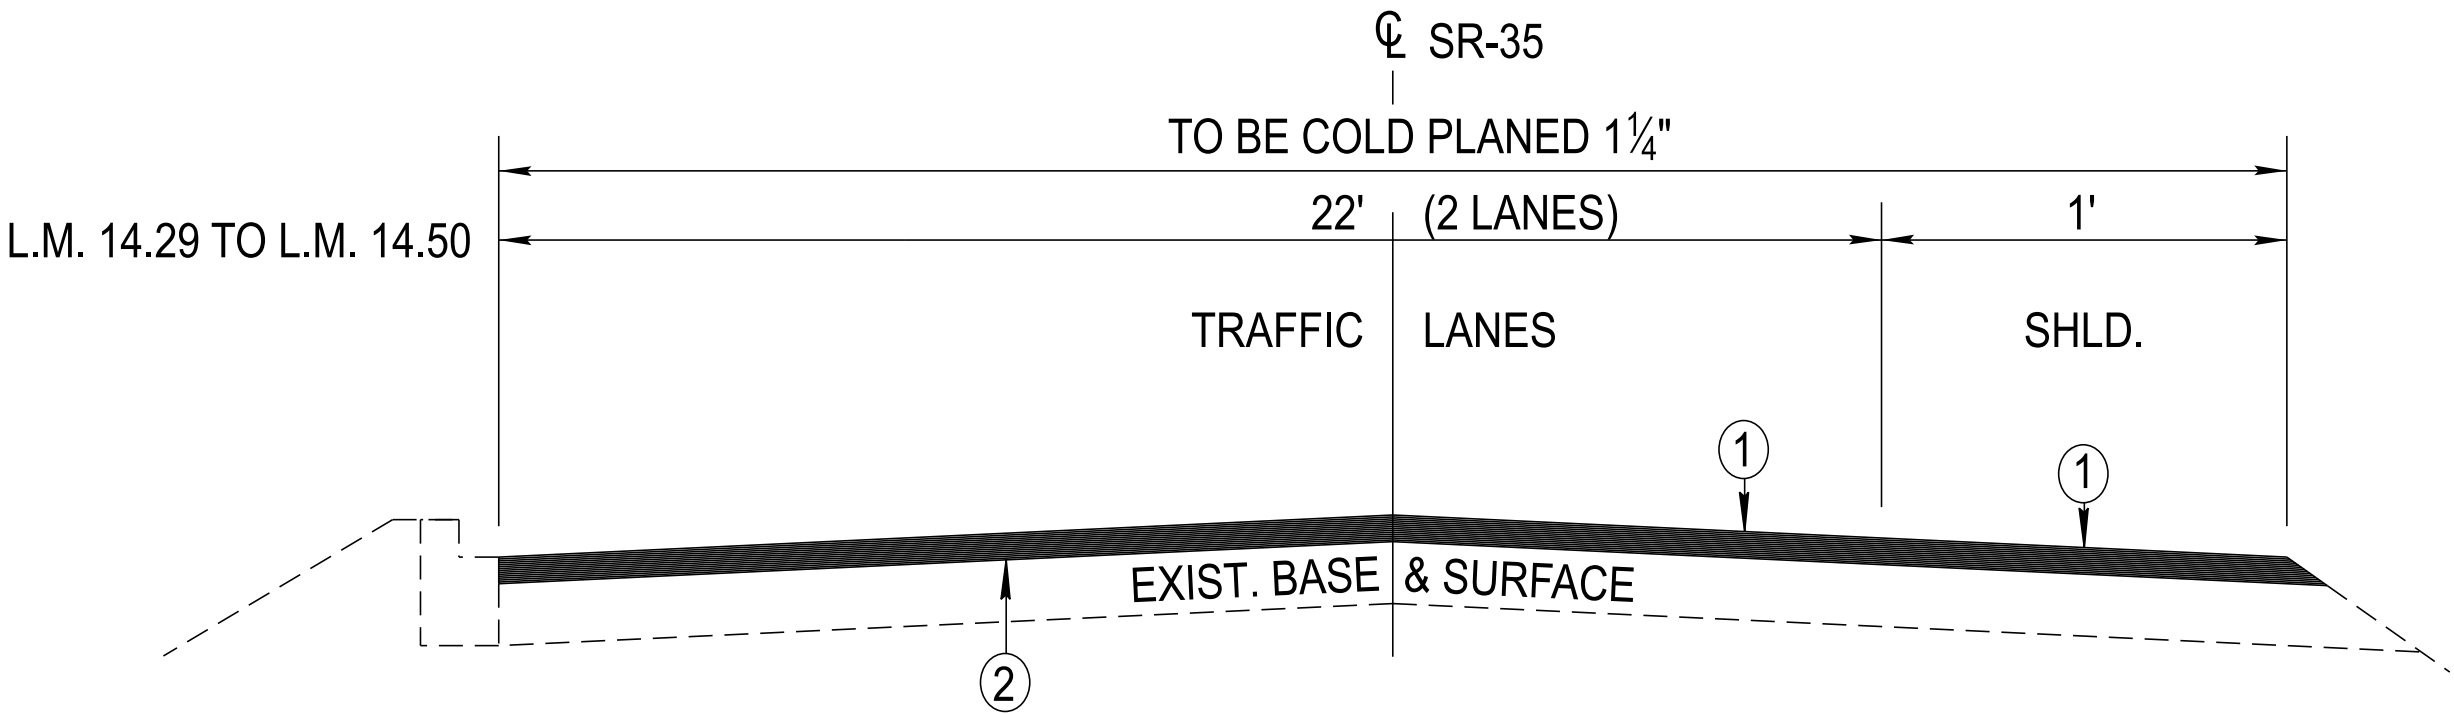 ℄ SR-35
TO BE COLD PLANED 1¼"
22' (2 LANES) 1'
L.M. 14.29 TO L.M. 14.50
TRAFFIC LANES SHLD.
1
1
EXIST. BASE & SURFACE
2